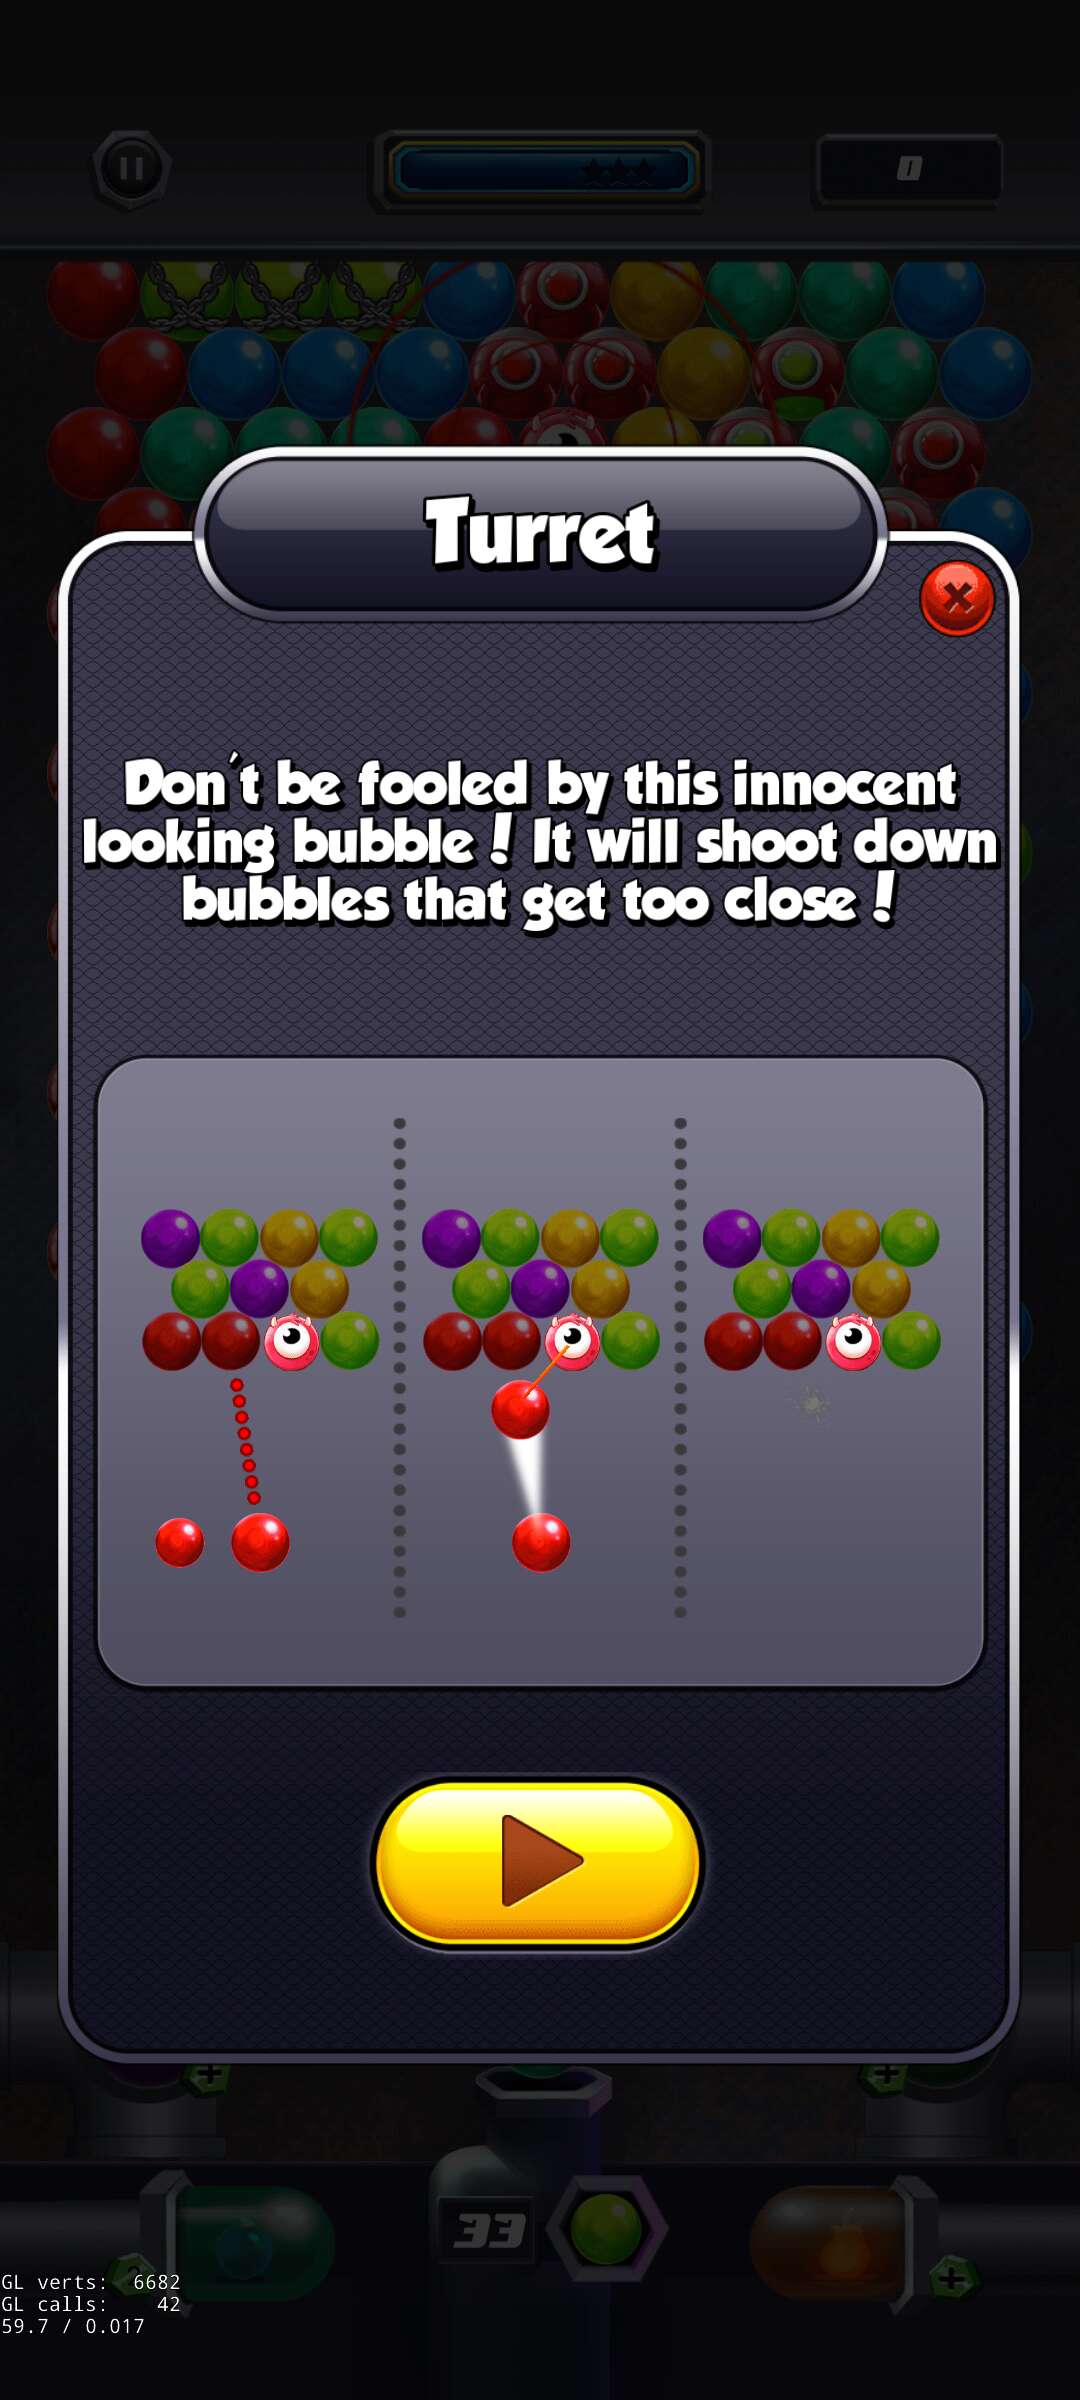 0
Turret
Don't be fooled by this innocent
looking bubble! It will shoot down
bubbles that get too close!
33
GL verts: 6682
GL calls: 42
59.7 / 0.017